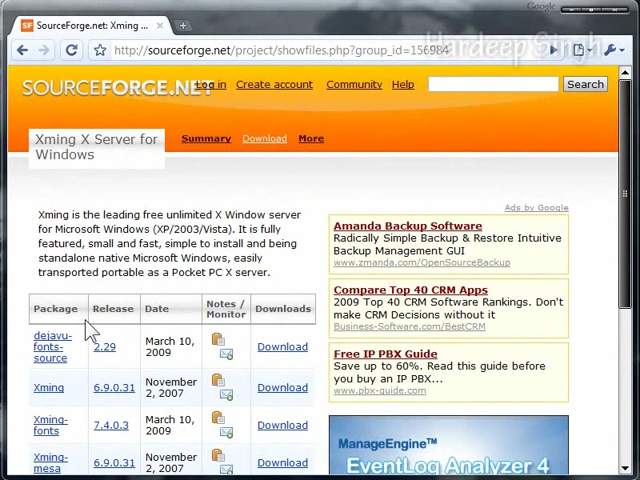 Google
SourceForge.net: Xming ...
Hardeep Singh
http://sourceforge.net/project/showfiles.php?group_id=156984
SOURCEFORGE.NET
Log in Create account Community Help
Search
Xming X Server for
Windows
Summary Download More
Ads by Google
Xming is the leading free unlimited X Window server
for Microsoft Windows (XP/2003/Vista). It is fully
featured, small and fast, simple to install and being
standalone native Microsoft Windows, easily
transported portable as a Pocket PC X server.
Package Release Date Notes / Monitor Downloads
dejavu-fonts-source 2.29 March 10, 2009 Download
Xming 6.9.0.31 November 2, 2007 Download
Xming-fonts 7.4.0.3 March 10, 2009 Download
Xming-mesa 6.9.0.31 November 2, 2007 Download
Amanda Backup Software
Radically Simple Backup & Restore Intuitive
Backup Management GUI
www.zmanda.com/OpenSourceBackup
Compare Top 40 CRM Apps
2009 Top 40 CRM Software Rankings. Don't
make CRM Decisions without it
Business-Software.com/BestCRM
Free IP PBX Guide
Save up to 60%. Read this guide before
you buy an IP PBX...
www.pbx-guide.com
ManageEngine™
EventLog Analyzer 4